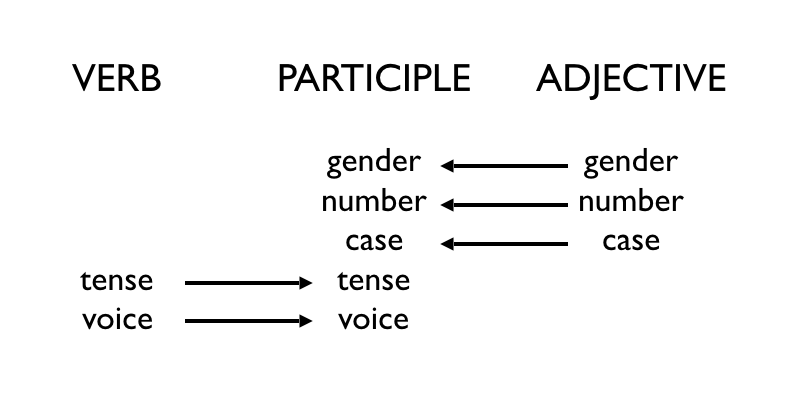 VERB PARTICIPLE ADJECTIVE
gender gender
number number
case case
tense tense
voice voice